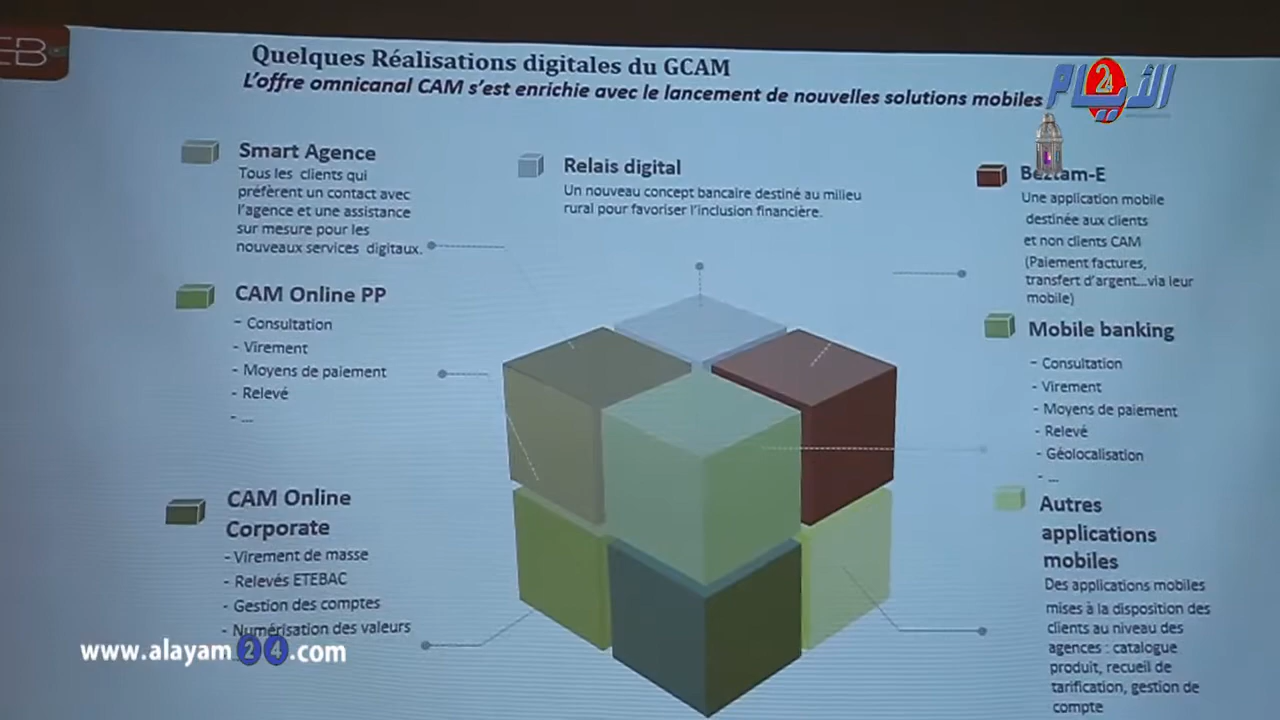 EB
Quelques Réalisations digitales du GCAM
L'offre omnicanal CAM s'est enrichie avec le lancement de nouvelles solutions mobiles
الأيام 24
Smart Agence
Tous les clients qui
préfèrent un contact avec
l'agence et une assistance
sur mesure pour les
nouveaux services digitaux.
Relais digital
Un nouveau concept bancaire destiné au milieu
rural pour favoriser l'inclusion financière.
Une application mobile
destinée aux clients
et non clients CAM
(Paiement factures,
transfert d'argent...via leur
mobile)
CAM Online PP
- Consultation
- Virement
- Moyens de paiement
- Relevé
- ...
Mobile banking
- Consultation
- Virement
- Moyens de paiement
- Relevé
- Géolocalisation
- ...
CAM Online
Corporate
- Virement de masse
- Relevés ETEBAC
- Gestion des comptes
- Numérisation des valeurs
Autres
applications
mobiles
Des applications mobiles
mises à la disposition des
clients au niveau des
agences : catalogue
produit, recueil de
tarification, gestion de
compte
www.alayam24.com